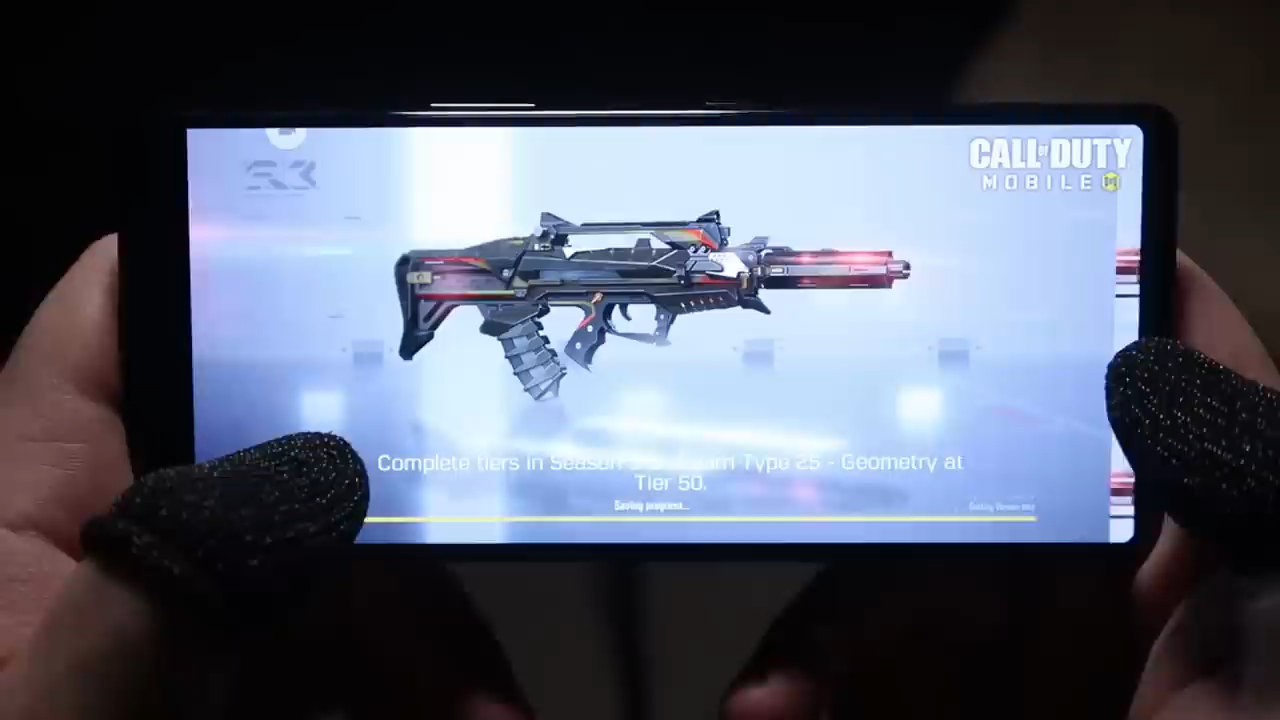 CALL OF DUTY
MOBILE
Complete tiers in Season Type 25 - Geometry at
Tier 50.
Saving progress...